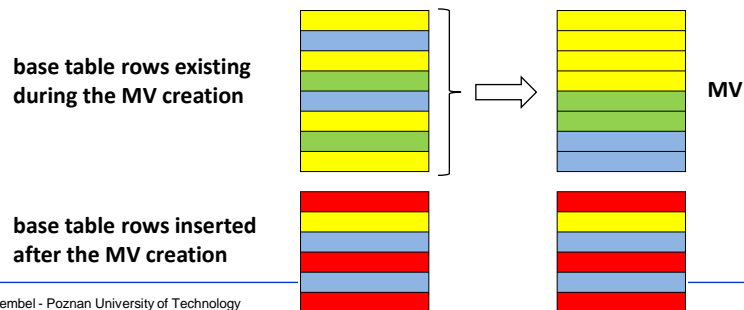 base table rows existing
during the MV creation
MV
base table rows inserted
after the MV creation
embel - Poznan University of Technology